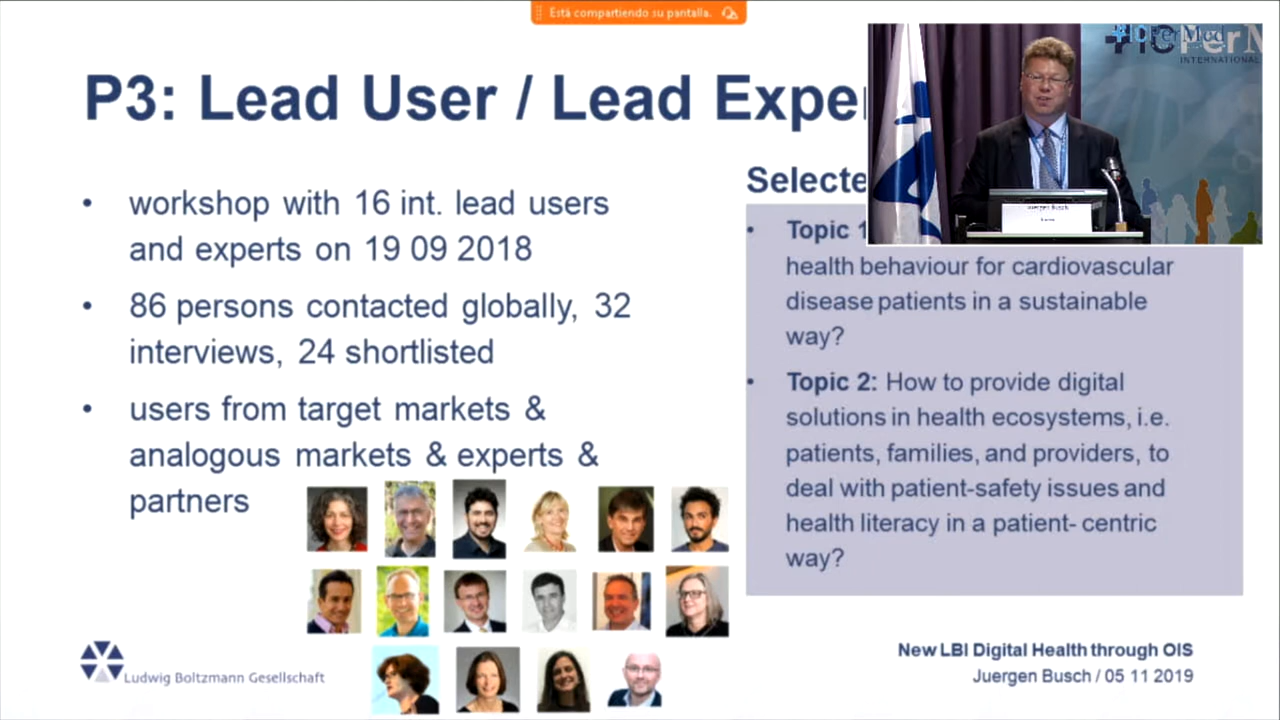 Está compartiendo su pantalla.
P3: Lead User / Lead Expe
ICPerMed
INTERNATIONAL
Juergen Busch
• workshop with 16 int. lead users
and experts on 19 09 2018
• 86 persons contacted globally, 32
interviews, 24 shortlisted
• users from target markets &
analogous markets & experts &
partners
Selecte
• Topic 1
health behaviour for cardiovascular
disease patients in a sustainable
way?
• Topic 2: How to provide digital
solutions in health ecosystems, i.e.
patients, families, and providers, to
deal with patient-safety issues and
health literacy in a patient- centric
way?
Ludwig Boltzmann Gesellschaft
New LBI Digital Health through OIS
Juergen Busch / 05 11 2019